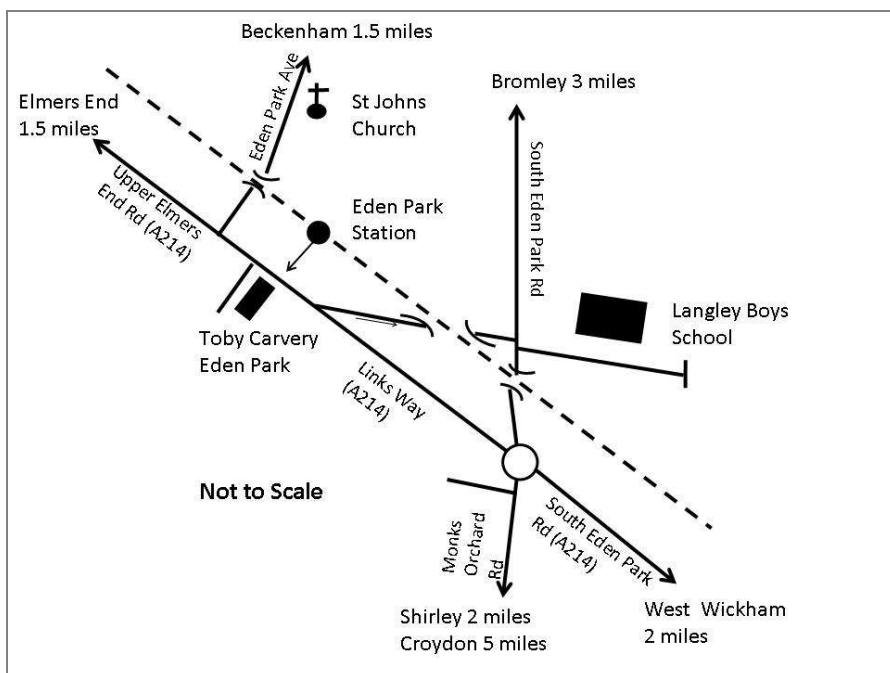 Beckenham 1.5 miles
Elmers End
1.5 miles
Eden Park Ave
St Johns
Church
Bromley 3 miles
Upper Elmers
End Rd (A214)
Eden Park
Station
South Eden Park Rd
Toby Carvery
Eden Park
Langley Boys
School
Links Way
(A214)
Not to Scale
Monks
Orchard
Rd
South Eden Park
Rd (A214)
Shirley 2 miles
Croydon 5 miles
West Wickham
2 miles